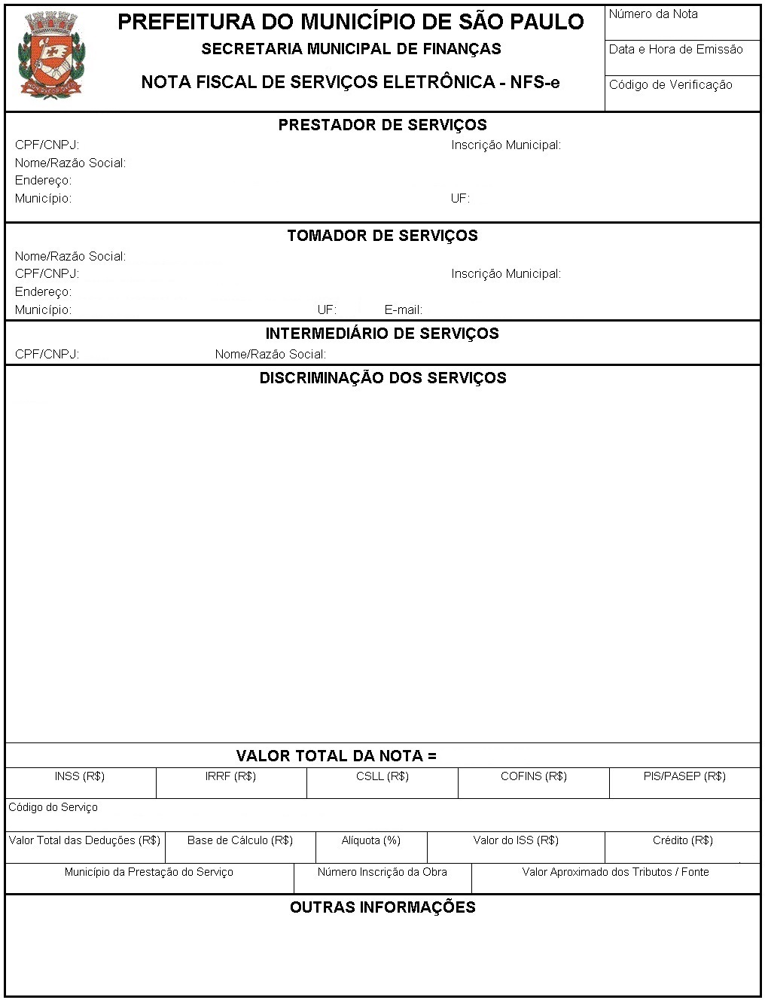 PREFEITURA DO MUNICÍPIO DE SÃO PAULO
SECRETARIA MUNICIPAL DE FINANÇAS
NOTA FISCAL DE SERVIÇOS ELETRÔNICA - NFS-e
Número da Nota
Data e Hora de Emissão
Código de Verificação
PRESTADOR DE SERVIÇOS
CPF/CNPJ: Inscrição Municipal:
Nome/Razão Social:
Endereço:
Município: UF:
TOMADOR DE SERVIÇOS
Nome/Razão Social:
CPF/CNPJ: Inscrição Municipal:
Endereço:
Município: UF: E-mail:
INTERMEDIÁRIO DE SERVIÇOS
CPF/CNPJ: Nome/Razão Social:
DISCRIMINAÇÃO DOS SERVIÇOS
VALOR TOTAL DA NOTA =
INSS (R$) IRRF (R$) CSLL (R$) COFINS (R$) PIS/PASEP (R$)
Código do Serviço
Valor Total das Deduções (R$) Base de Cálculo (R$) Alíquota (%) Valor do ISS (R$) Crédito (R$)
Município da Prestação do Serviço Número Inscrição da Obra Valor Aproximado dos Tributos / Fonte
OUTRAS INFORMAÇÕES